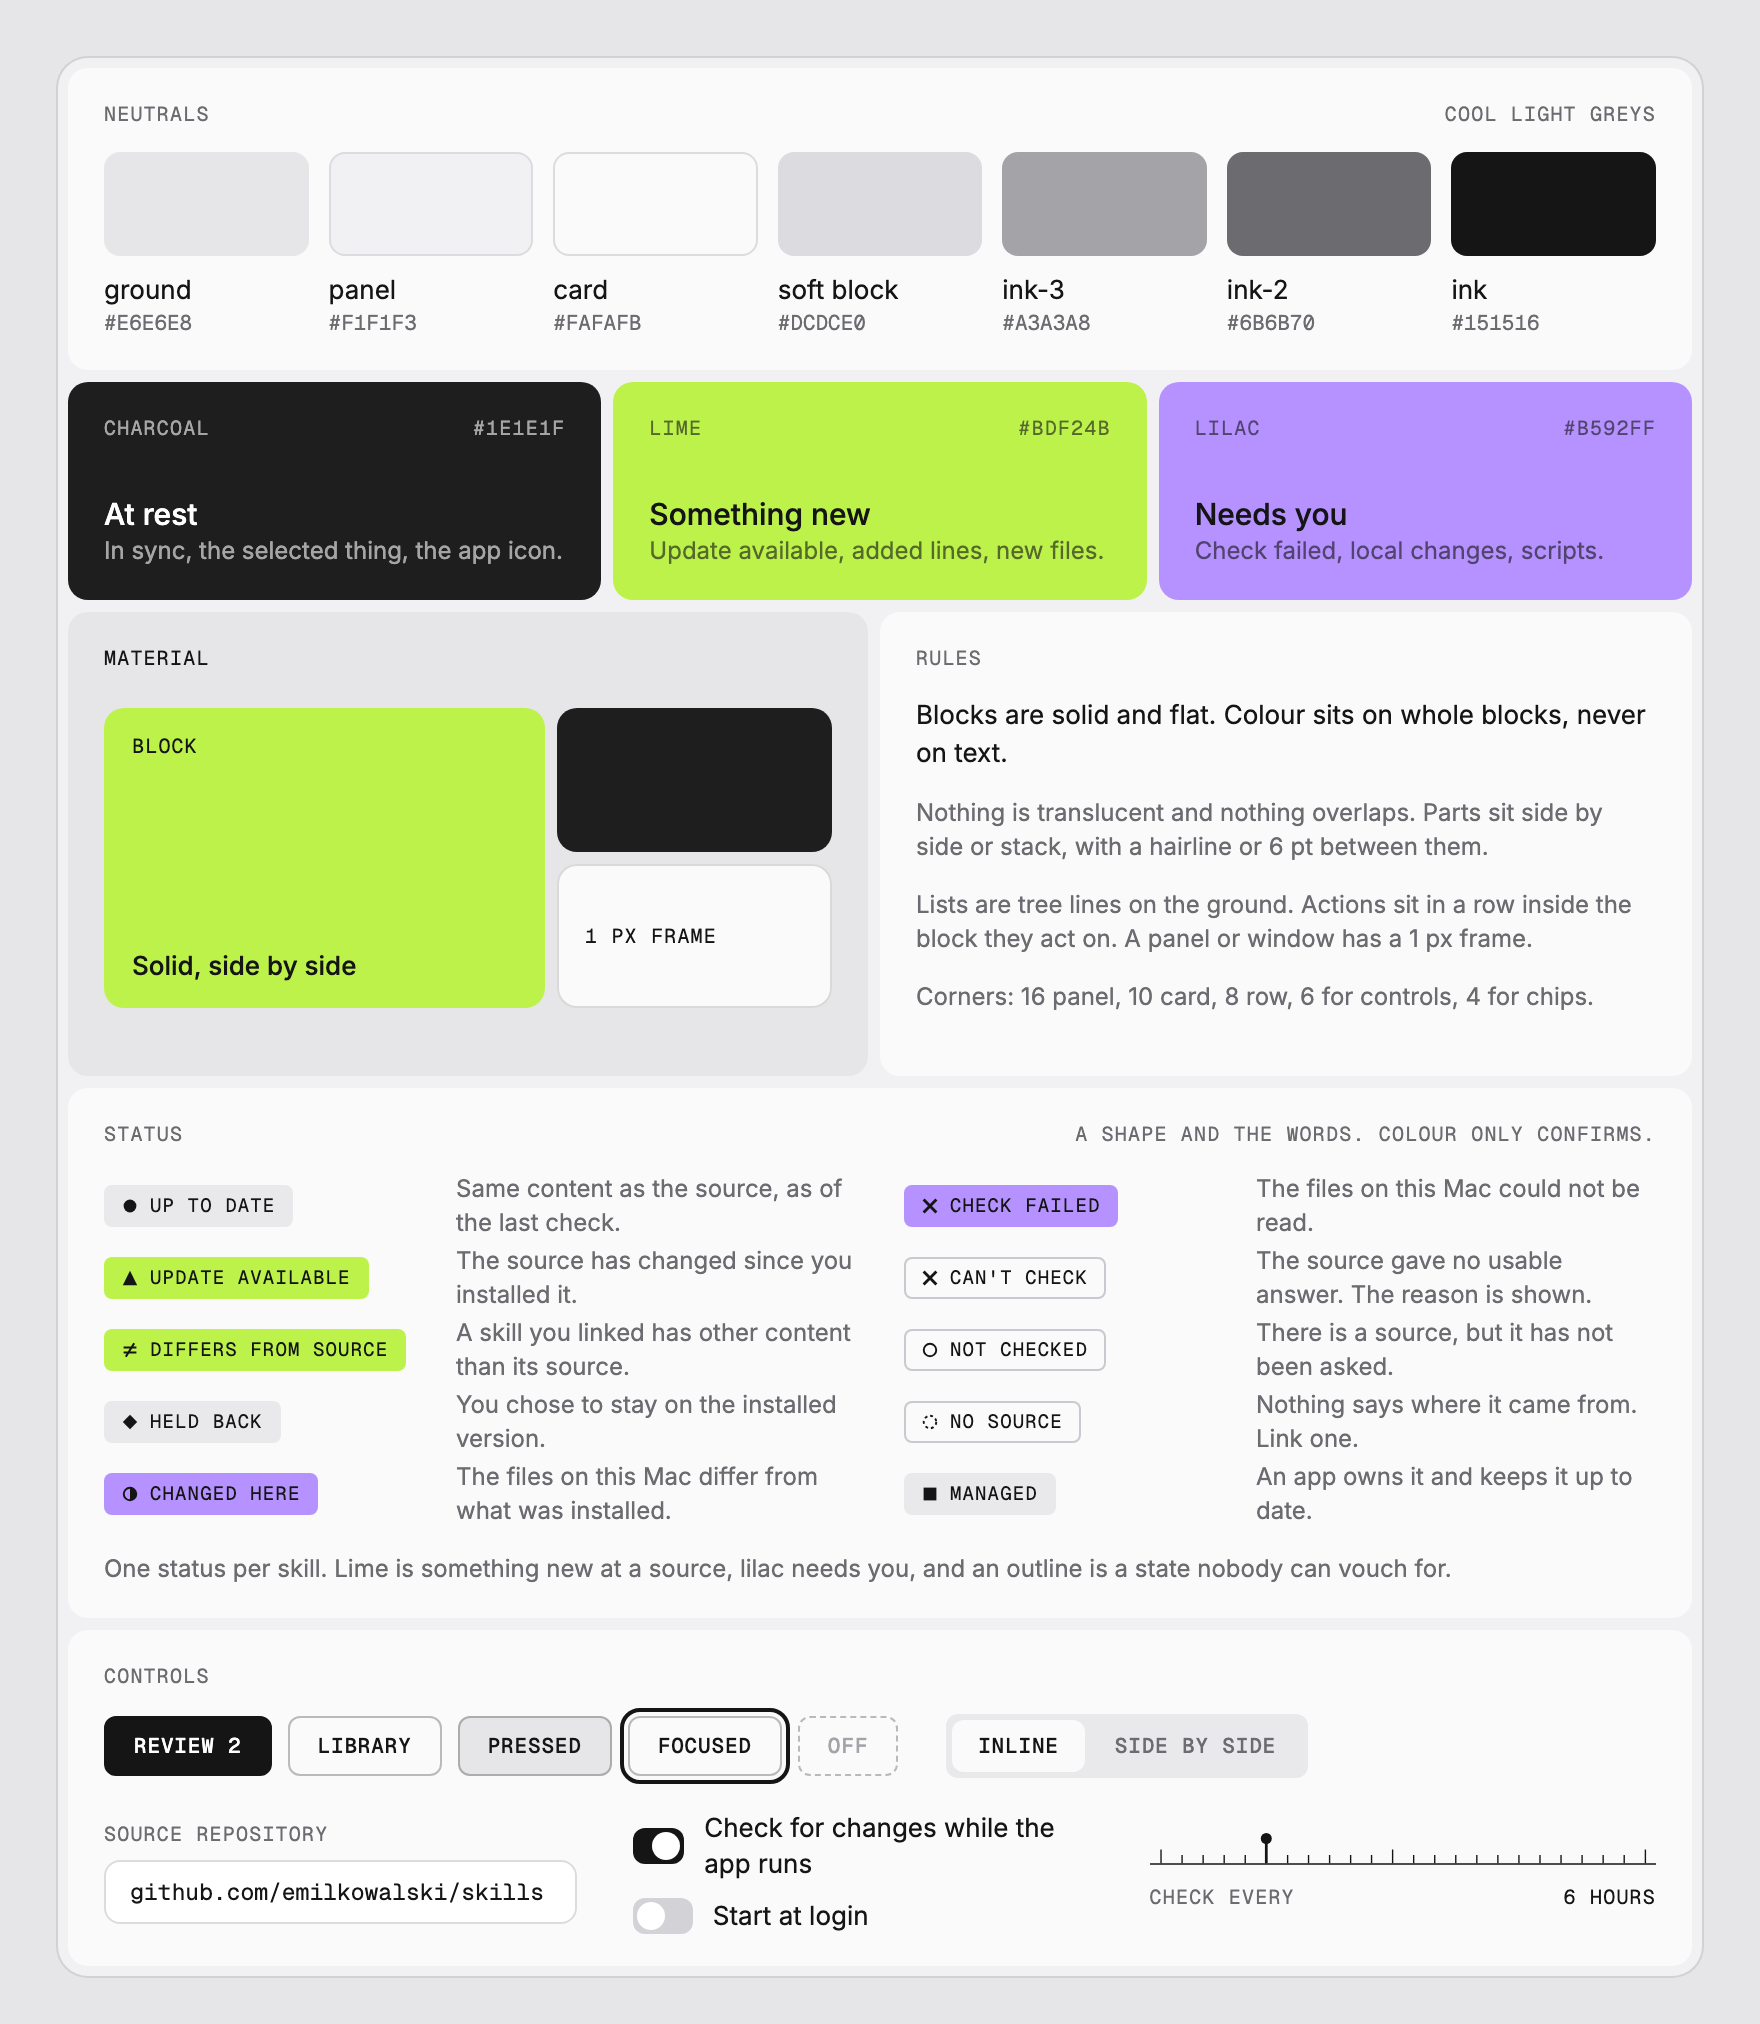 NEUTRALS
COOL LIGHT GREYS
ground
#E6E6E8
panel
#F1F1F3
card
#FAFAFB
soft block
#DCDCE0
ink-3
#A3A3A8
ink-2
#6B6B70
ink
#151516
CHARCOAL
#1E1E1F
At rest
In sync, the selected thing, the app icon.
LIME
#BDF24B
Something new
Update available, added lines, new files.
LILAC
#B592FF
Needs you
Check failed, local changes, scripts.
MATERIAL
BLOCK
Solid, side by side
1 PX FRAME
RULES
Blocks are solid and flat. Colour sits on whole blocks, never
on text.
Nothing is translucent and nothing overlaps. Parts sit side by
side or stack, with a hairline or 6 pt between them.
Lists are tree lines on the ground. Actions sit in a row inside the
block they act on. A panel or window has a 1 px frame.
Corners: 16 panel, 10 card, 8 row, 6 for controls, 4 for chips.
STATUS
A SHAPE AND THE WORDS. COLOUR ONLY CONFIRMS.
UP TO DATE
Same content as the source, as of
the last check.
UPDATE AVAILABLE
The source has changed since you
installed it.
≠ DIFFERS FROM SOURCE
A skill you linked has other content
than its source.
HELD BACK
You chose to stay on the installed
version.
CHANGED HERE
The files on this Mac differ from
what was installed.
CHECK FAILED
The files on this Mac could not be
read.
CAN'T CHECK
The source gave no usable
answer. The reason is shown.
NOT CHECKED
There is a source, but it has not
been asked.
NO SOURCE
Nothing says where it came from.
Link one.
MANAGED
An app owns it and keeps it up to
date.
One status per skill. Lime is something new at a source, lilac needs you, and an outline is a state nobody can vouch for.
CONTROLS
REVIEW 2
LIBRARY
PRESSED
FOCUSED
OFF
INLINE
SIDE BY SIDE
SOURCE REPOSITORY
github.com/emilkowalski/skills
Check for changes while the
app runs
Start at login
CHECK EVERY
6 HOURS